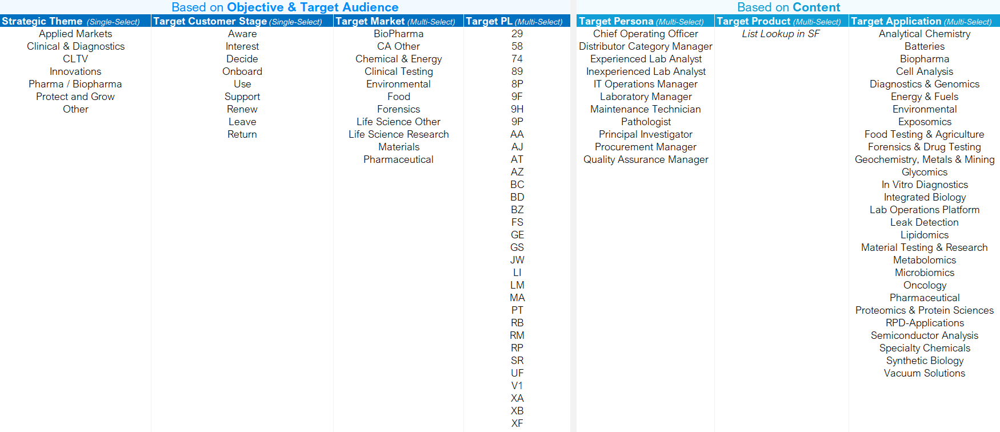 Based on Objective & Target Audience Based on Content
Strategic Theme (Single-Select) Target Customer Stage (Single-Select) Target Market (Multi-Select) Target PL (Multi-Select) Target Persona (Multi-Select) Target Product (Multi-Select) Target Application (Multi-Select)
Applied Markets Aware BioPharma 29 Chief Operating Officer List Lookup in SF Analytical Chemistry
Clinical & Diagnostics Interest CA Other 58 Distributor Category Manager Batteries
CLTV Decide Chemical & Energy 74 Experienced Lab Analyst Biopharma
Innovations Onboard Clinical Testing 89 Inexperienced Lab Analyst Cell Analysis
Pharma / Biopharma Use Environmental 8P IT Operations Manager Diagnostics & Genomics
Protect and Grow Support Food 9F Laboratory Manager Energy & Fuels
Other Renew Forensics 9H Maintenance Technician Environmental
Leave Life Science Other 9P Pathologist Exposomics
Return Life Science Research AA Principal Investigator Food Testing & Agriculture
Materials AJ Procurement Manager Forensics & Drug Testing
Pharmaceutical AT Quality Assurance Manager Geochemistry, Metals & Mining
AZ Glycomics
BC In Vitro Diagnostics
BD Integrated Biology
BZ Lab Operations Platform
FS Leak Detection
GE Lipidomics
GS Material Testing & Research
JW Metabolomics
LI Microbiomics
LM Oncology
MA Pharmaceutical
PT Proteomics & Protein Sciences
RB RPD-Applications
RM Semiconductor Analysis
RP Specialty Chemicals
SR Synthetic Biology
UF Vacuum Solutions
V1
XA
XB
XF